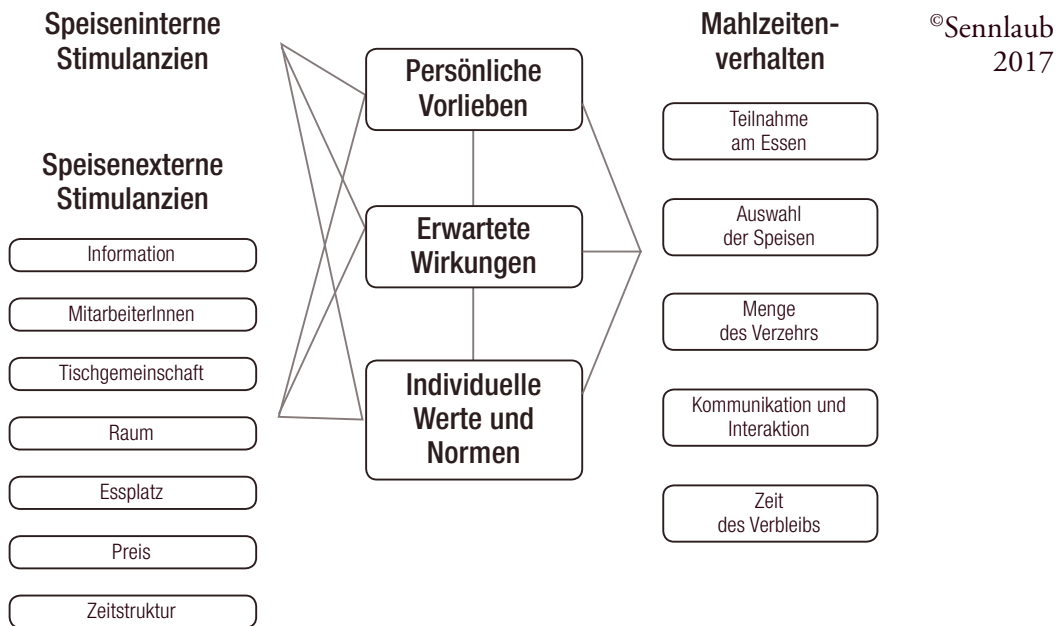 Speiseninterne
Stimulanzien
Speisenexterne
Stimulanzien
Information
MitarbeiterInnen
Tischgemeinschaft
Raum
Essplatz
Preis
Zeitstruktur
Persönliche
Vorlieben
Erwartete
Wirkungen
Individuelle
Werte und
Normen
Mahlzeiten-
verhalten
Teilnahme
am Essen
Auswahl
der Speisen
Menge
des Verzehrs
Kommunikation und
Interaktion
Zeit
des Verbleibs
©Sennlaub
2017